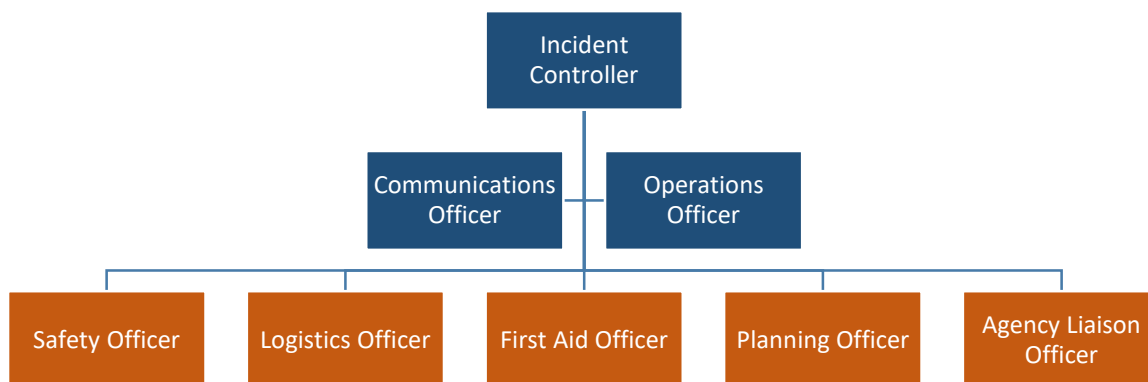 Incident
Controller
Communications
Officer
Operations
Officer
Safety Officer
Logistics Officer
First Aid Officer
Planning Officer
Agency Liaison
Officer